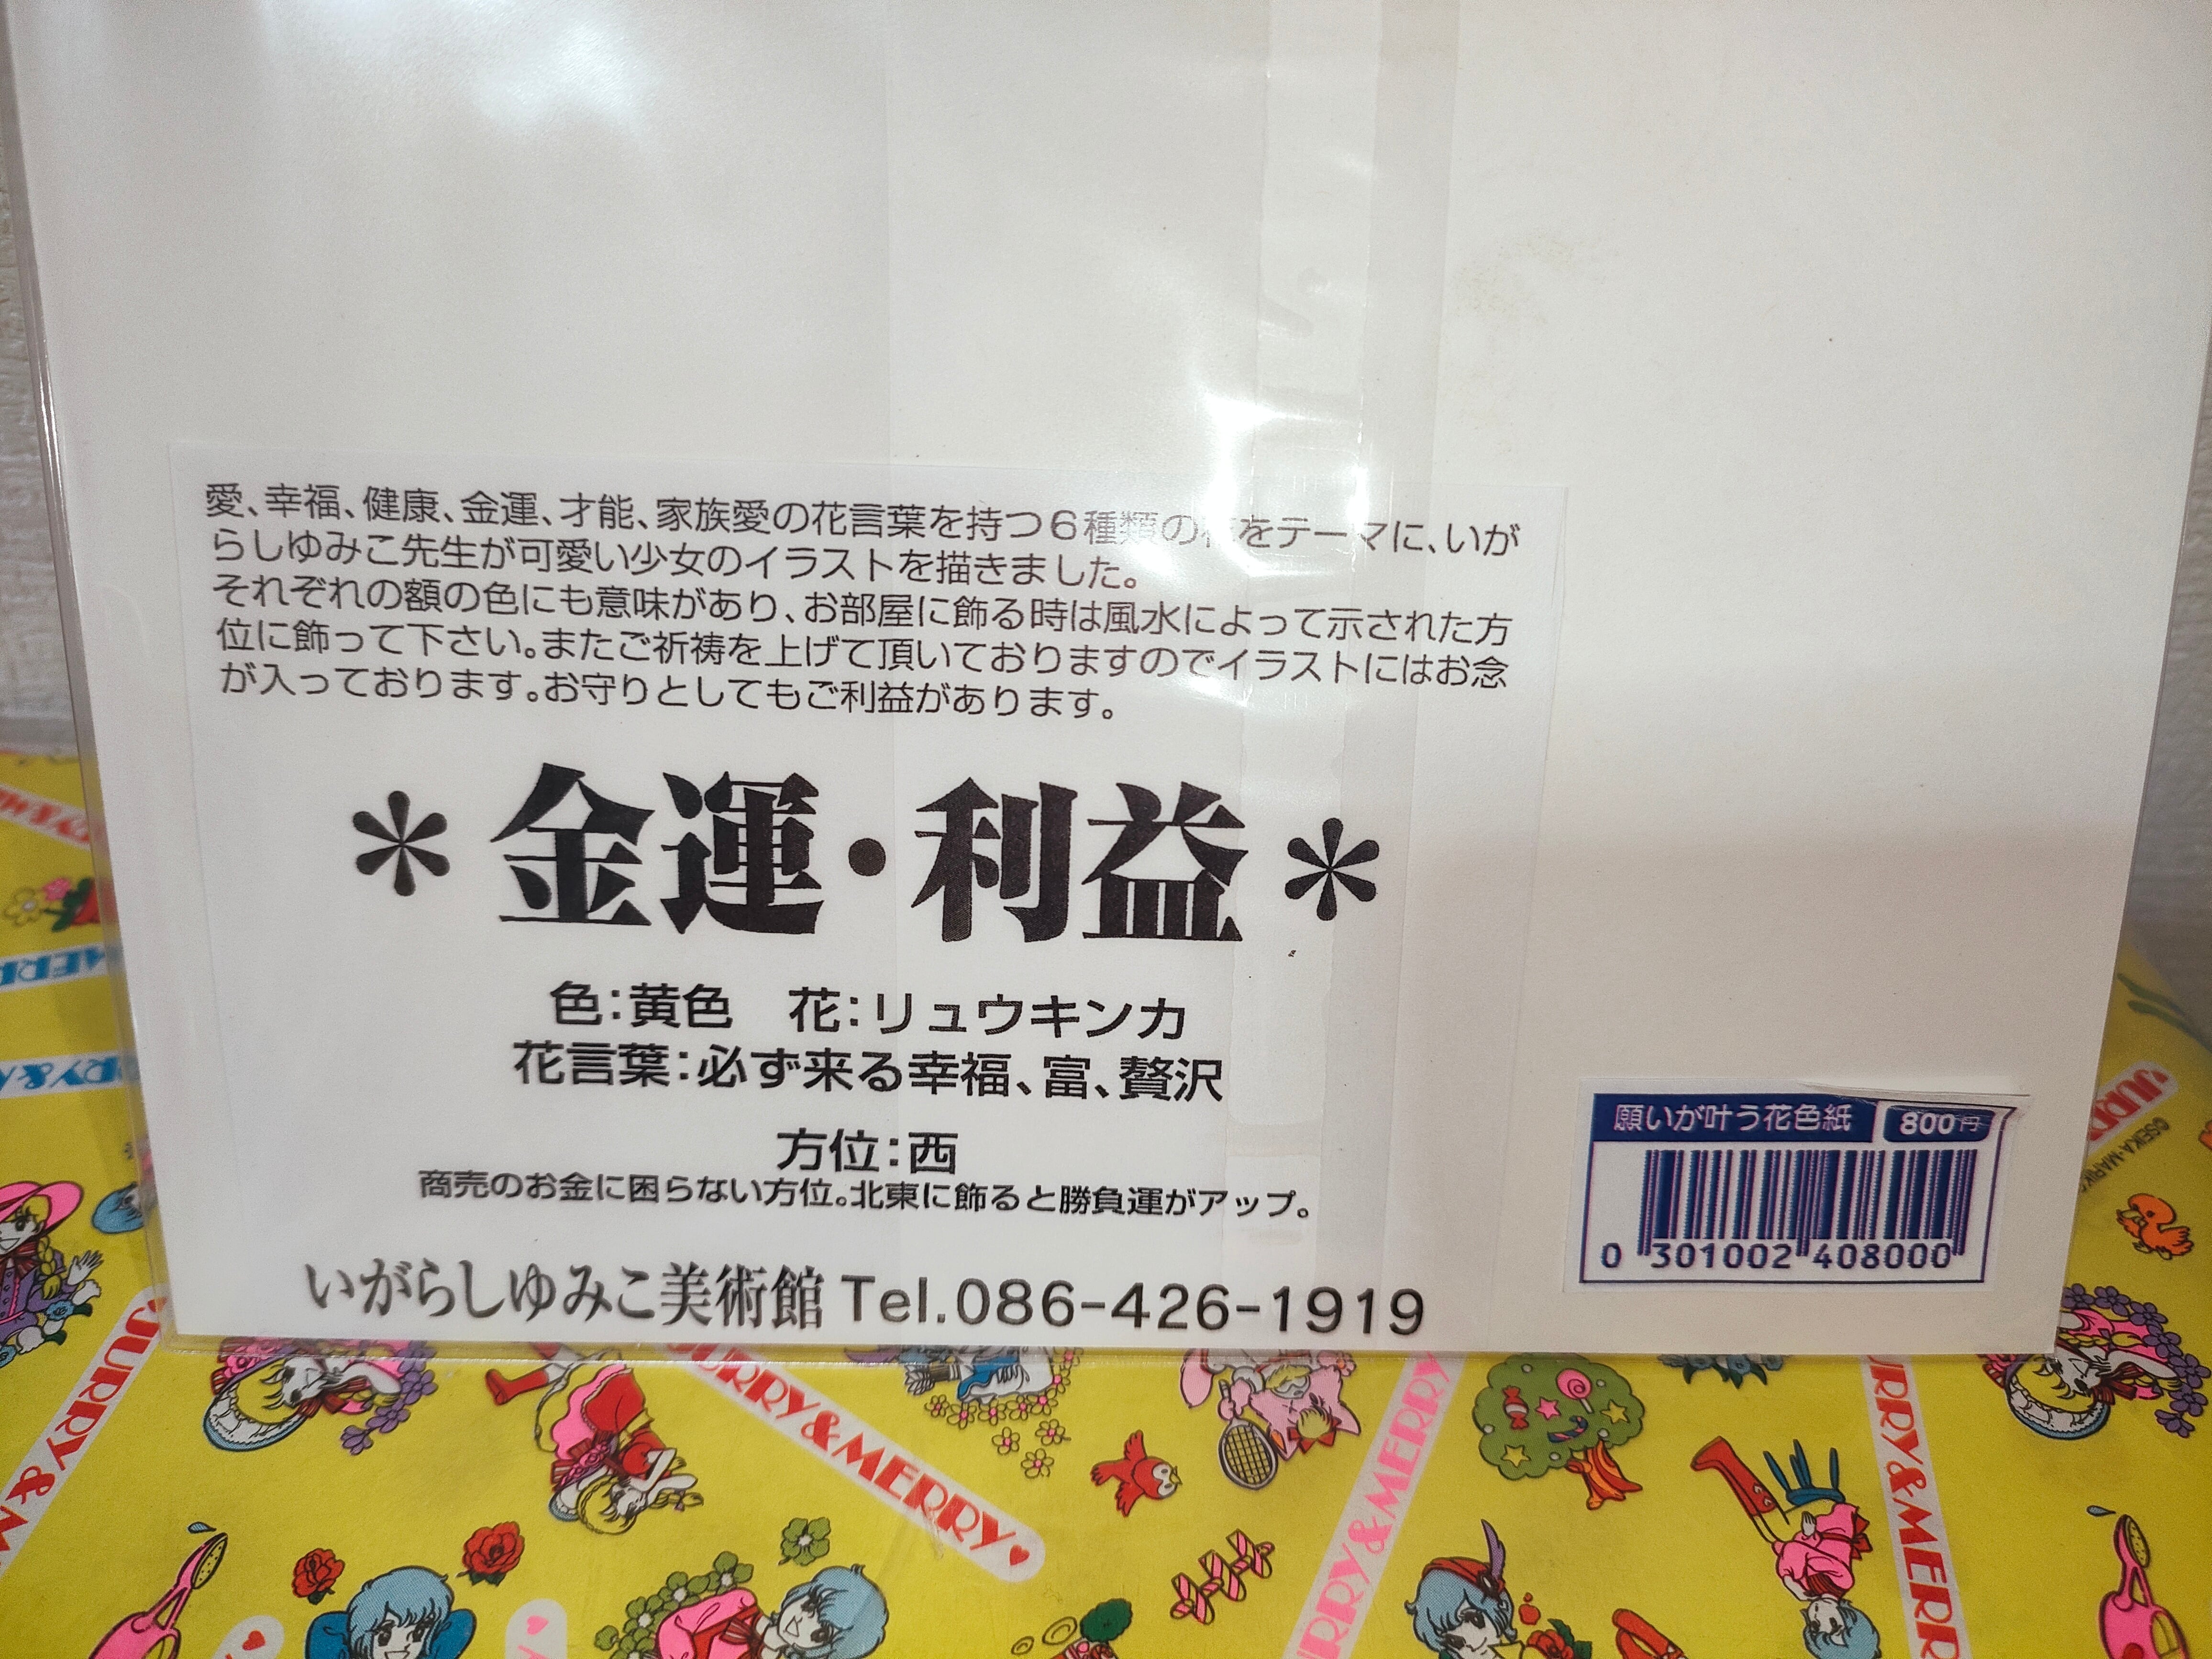 愛、幸福、健康、金運、才能、家族愛の花言葉を持つ6種類の花をテーマに、いが
らしゆみこ先生が可愛い少女のイラストを描きました。
それぞれの額の色にも意味があり、お部屋に飾る時は風水によって示された方
位に飾って下さい。またご祈祷を上げて頂いておりますのでイラストにはお念
が入っております。お守りとしてもご利益があります。
＊金運・利益＊
色：黄色　花：リュウキンカ
花言葉：必ず来る幸福、富、贅沢
方位：西
商売のお金に困らない方位。北東に飾ると勝負運がアップ。
いがらしゆみこ美術館 Tel.086-426-1919
願いが叶う花色紙 800円
0 301002 408000
JURRY&MERRY
JURRY&MERRY
JURRY&MERRY